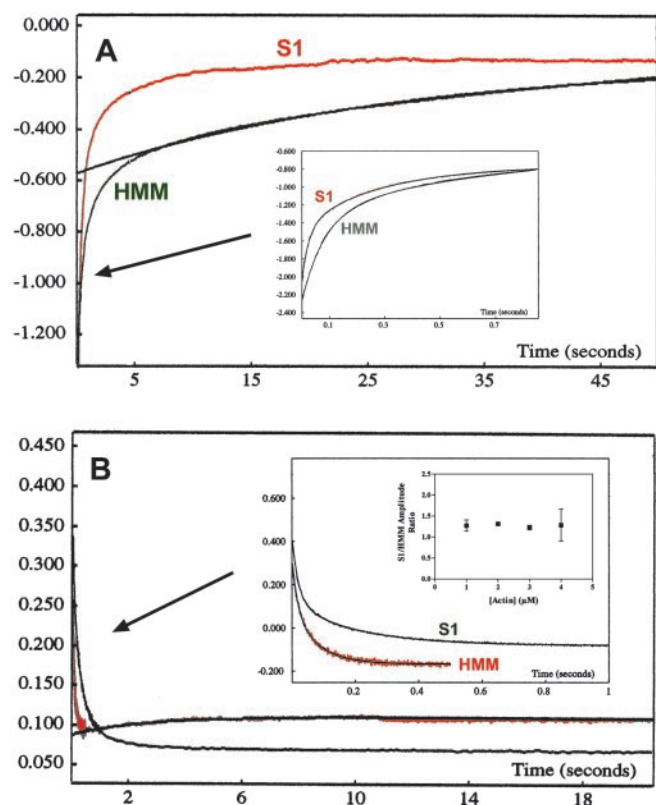 A
0.000
-0.200
-0.400
-0.600
-0.800
-1.000
-1.200
S1
HMM
-0.600
-0.800
-1.000
-1.200
-1.400
-1.600
-1.800
-2.000
-2.200
-2.400
S1
HMM
Time (seconds)
0.1 0.3 0.5 0.7
Time (seconds)
5 15 25 35 45
B
0.450
0.400
0.350
0.300
0.250
0.200
0.150
0.100
0.050
0.600
0.400
0.200
0.000
-0.200
S1/HMM Amplitude
Ratio
2.5
2.0
1.5
1.0
0.5
0.0
0 1 2 3 4 5
[Actin] (μM)
S1
HMM
Time (seconds)
0.2 0.4 0.6 0.8 1
Time (seconds)
2 6 10 14 18